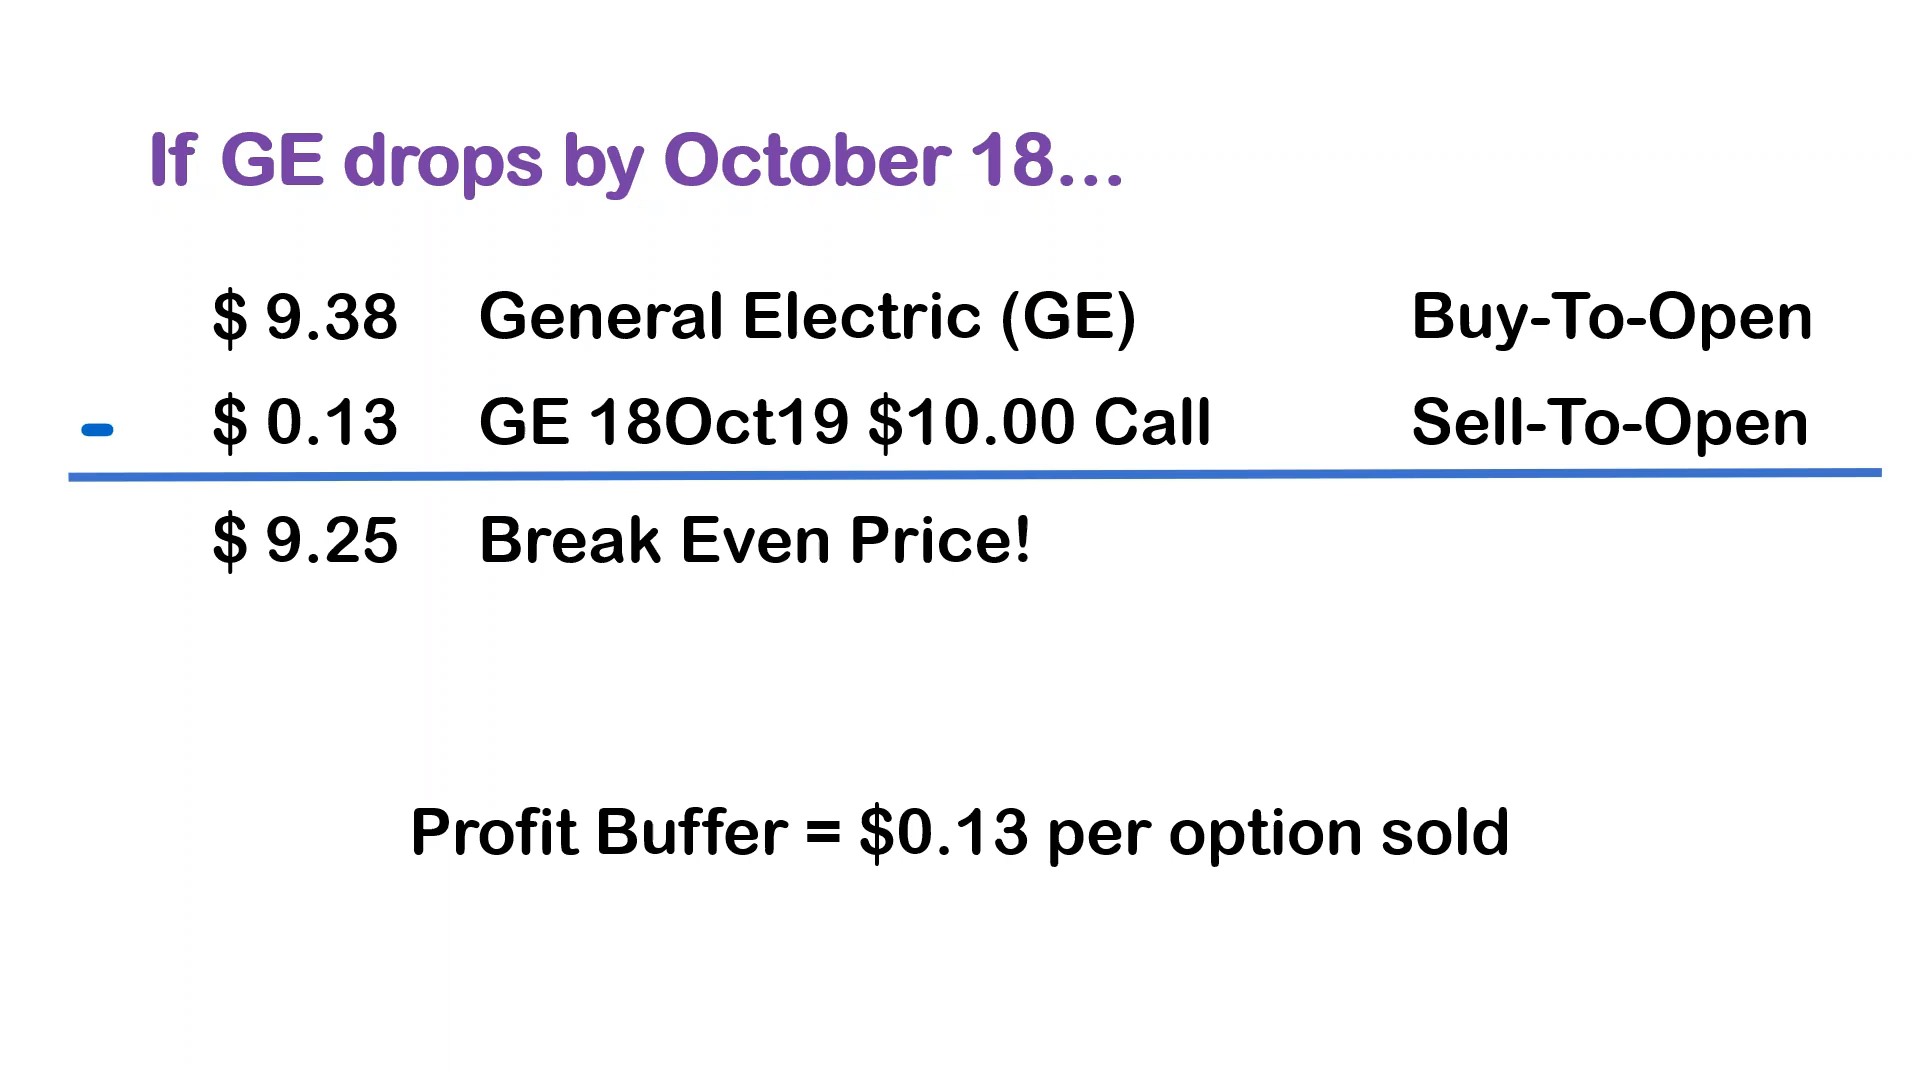 If GE drops by October 18...
$ 9.38 General Electric (GE) Buy-To-Open
- $ 0.13 GE 18Oct19 $10.00 Call Sell-To-Open
$ 9.25 Break Even Price!
Profit Buffer = $0.13 per option sold